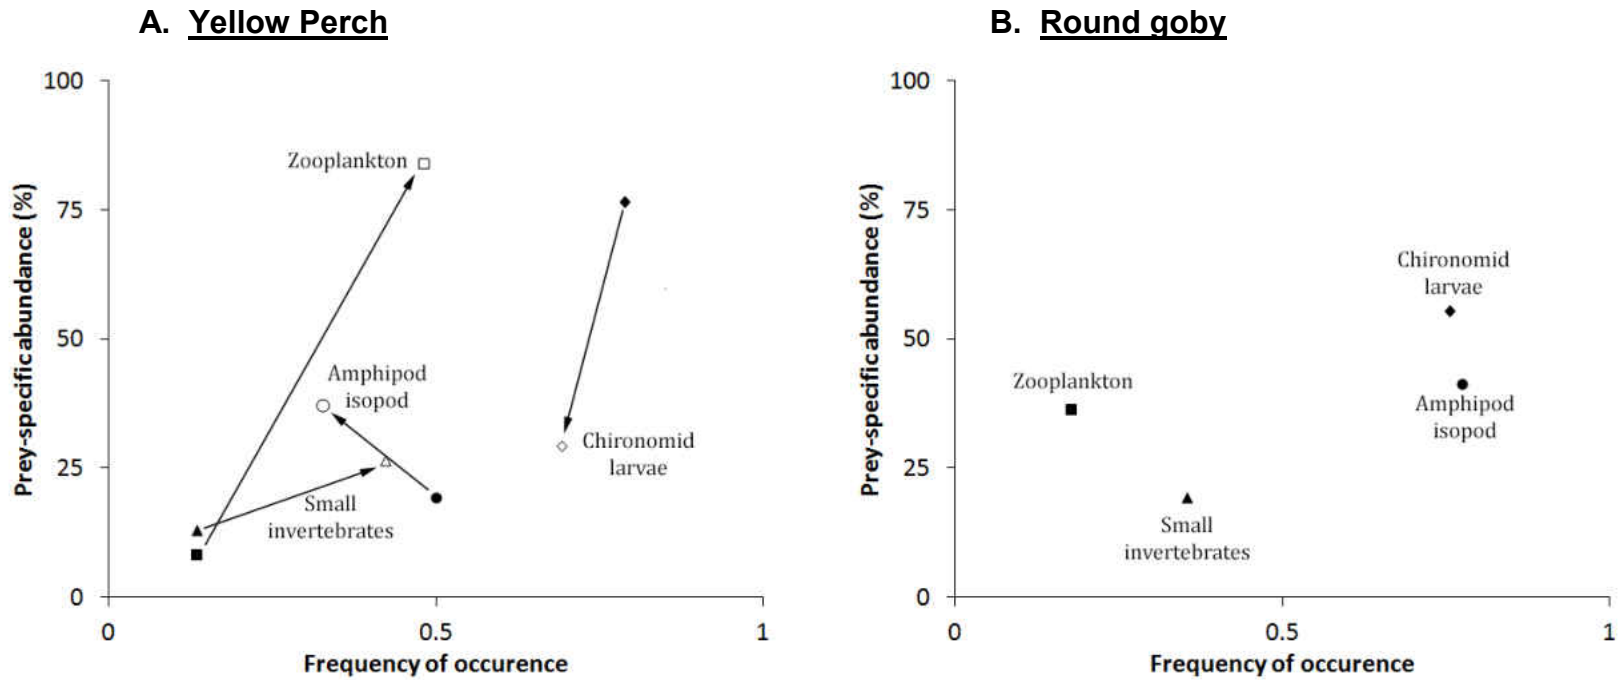 A. Yellow Perch
100
75
50
25
0
0
0.5
1
Prey-specific abundance (%)
Frequency of occurence
Zooplankton
Amphipod
isopod
Small
invertebrates
Chironomid
larvae
B. Round goby
100
75
50
25
0
0
0.5
1
Prey-specific abundance (%)
Frequency of occurence
Chironomid
larvae
Zooplankton
Amphipod
isopod
Small
invertebrates